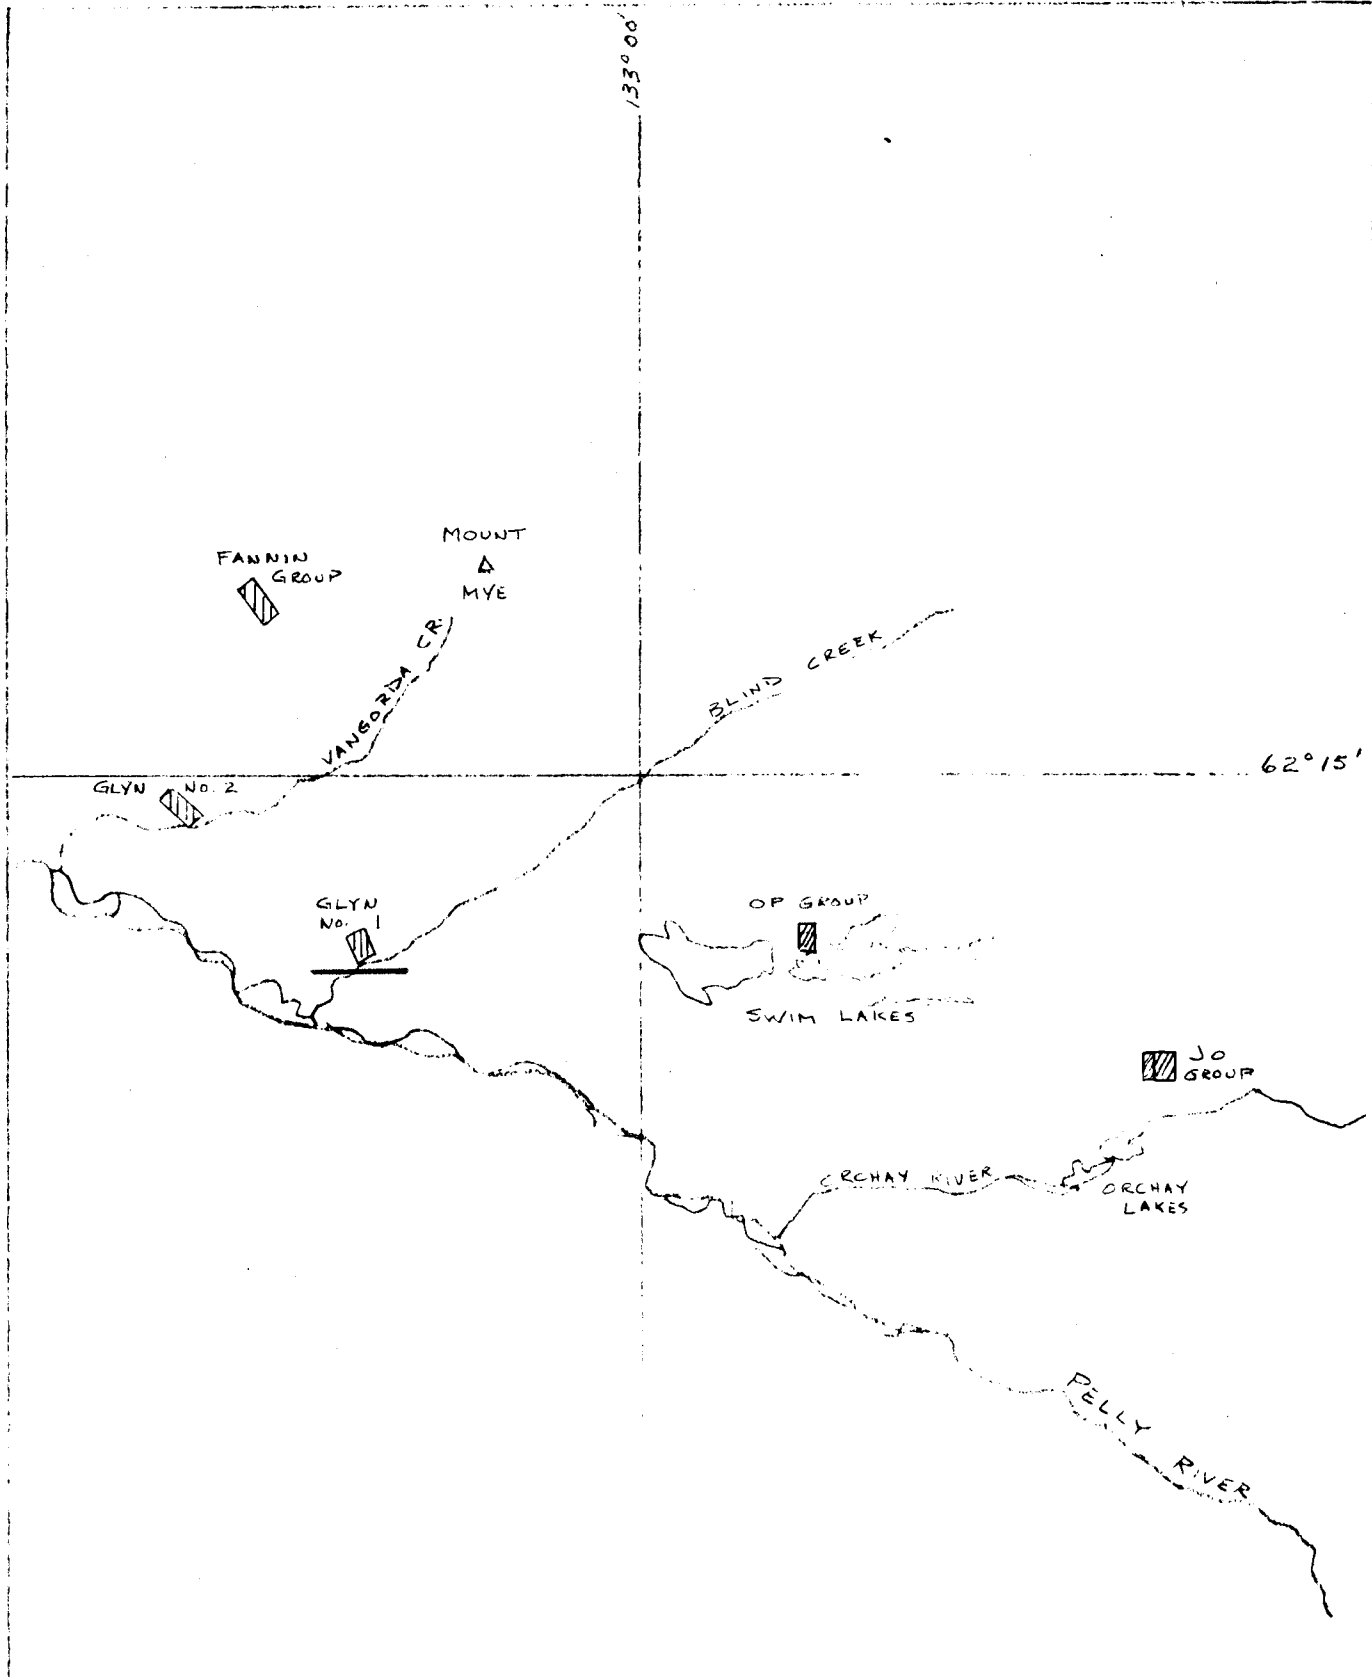 133° 00'
MOUNT
MYE
FANNIN
GROUP
VANGORDA CR.
BLIND CREEK
62° 15'
GLYN No. 2
GLYN
No. 1
OP GROUP
SWIM LAKES
JO
GROUP
ORCHAY RIVER
ORCHAY
LAKES
PELLY RIVER